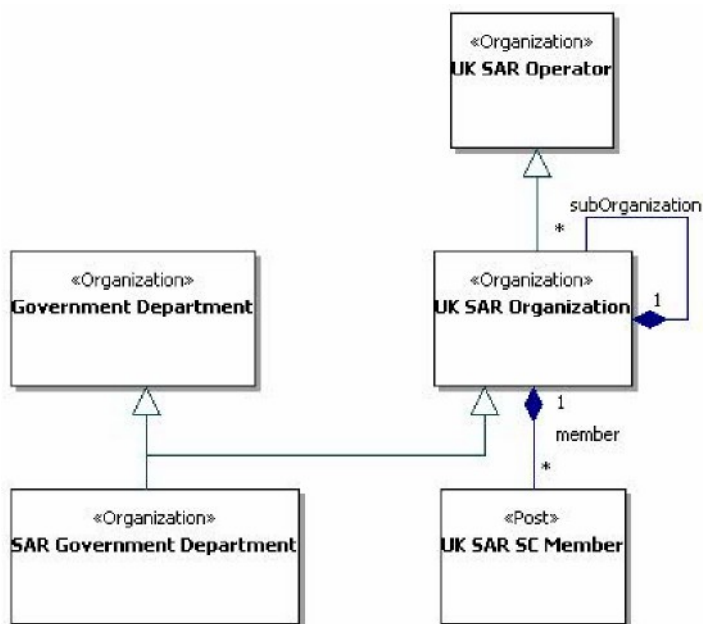 «Organization»
UK SAR Operator
subOrganization
*
«Organization»
Government Department
«Organization»
UK SAR Organization
1
1
member
*
«Organization»
SAR Government Department
«Post»
UK SAR SC Member